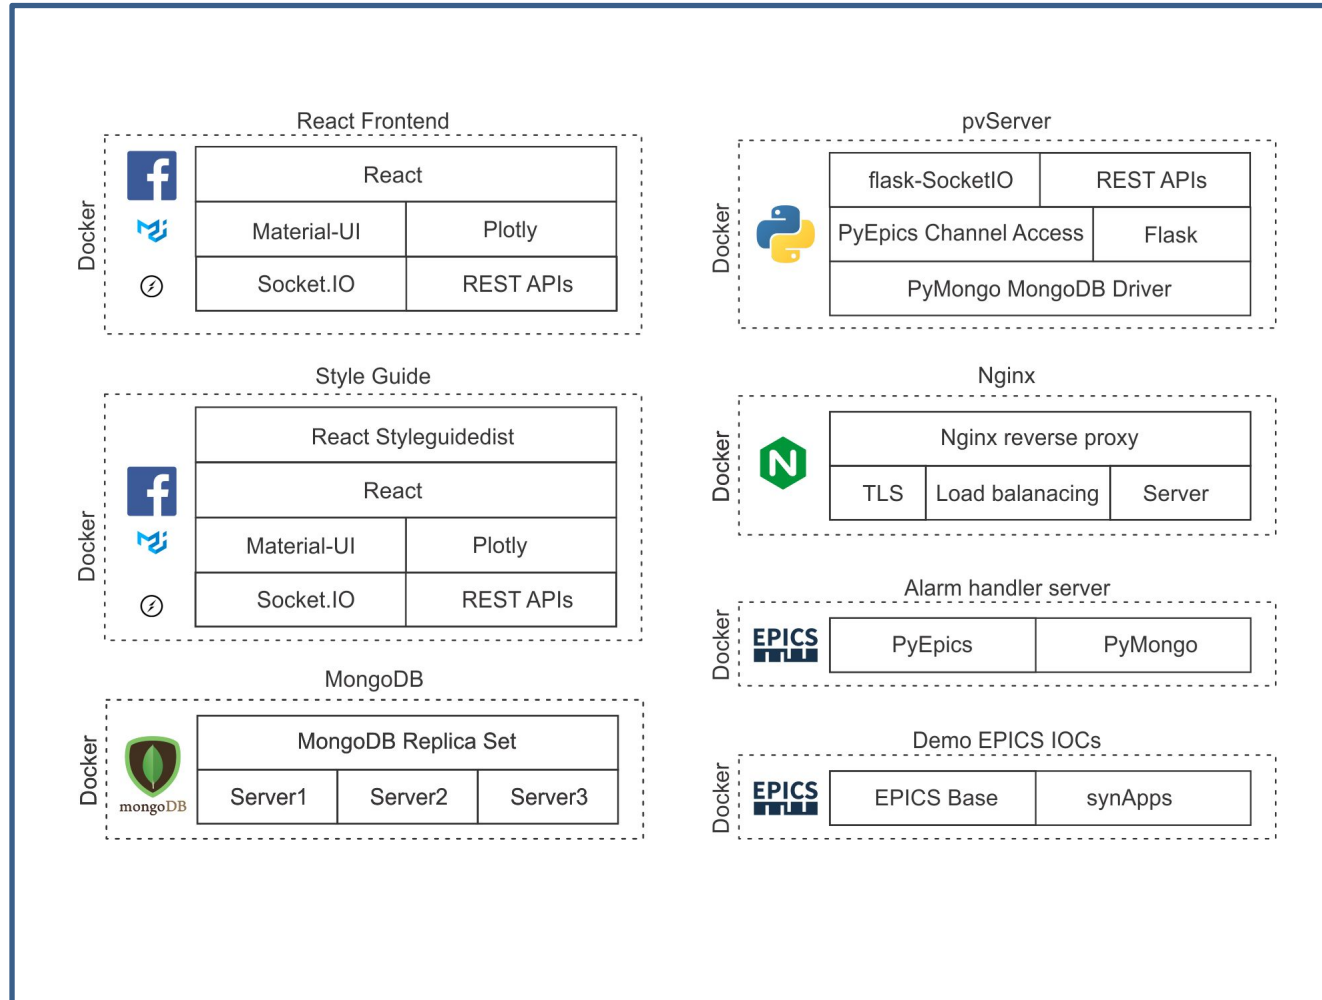 React Frontend
Docker
React
Material-UI Plotly
Socket.IO REST APIs
Style Guide
Docker
React Styleguidedist
React
Material-UI Plotly
Socket.IO REST APIs
MongoDB
Docker
mongoDB
MongoDB Replica Set
Server1 Server2 Server3
pvServer
Docker
flask-SocketIO REST APIs
PyEpics Channel Access Flask
PyMongo MongoDB Driver
Nginx
Docker
N
Nginx reverse proxy
TLS Load balanacing Server
Alarm handler server
Docker
EPICS
PyEpics PyMongo
Demo EPICS IOCs
Docker
EPICS
EPICS Base synApps